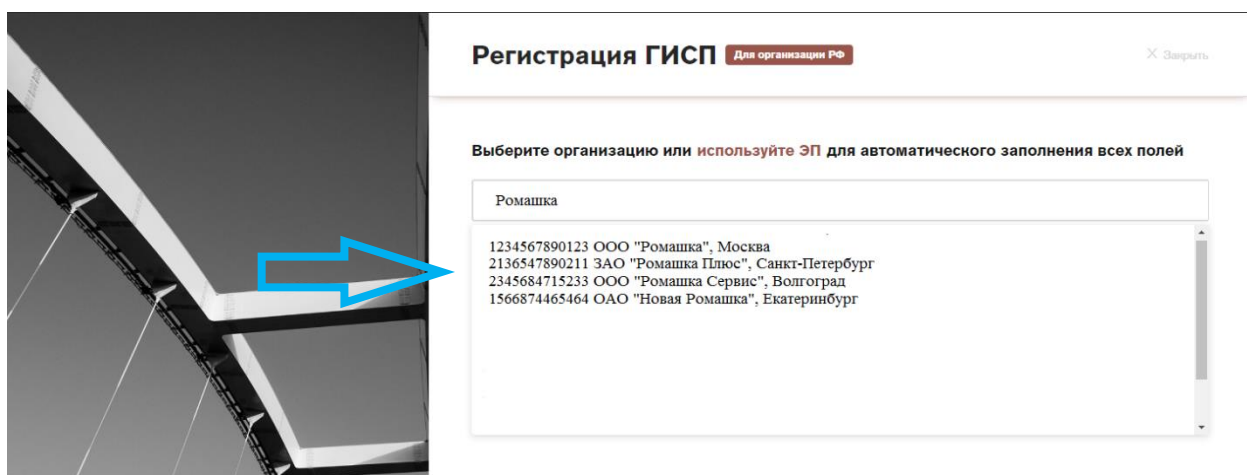 Регистрация ГИСП Для организации РФ
Закрыть
Выберите организацию или используйте ЭП для автоматического заполнения всех полей
Ромашка
1234567890123 ООО "Ромашка", Москва
2136547890211 ЗАО "Ромашка Плюс", Санкт-Петербург
2345684715233 ООО "Ромашка Сервис", Волгоград
1566874465464 ОАО "Новая Ромашка", Екатеринбург